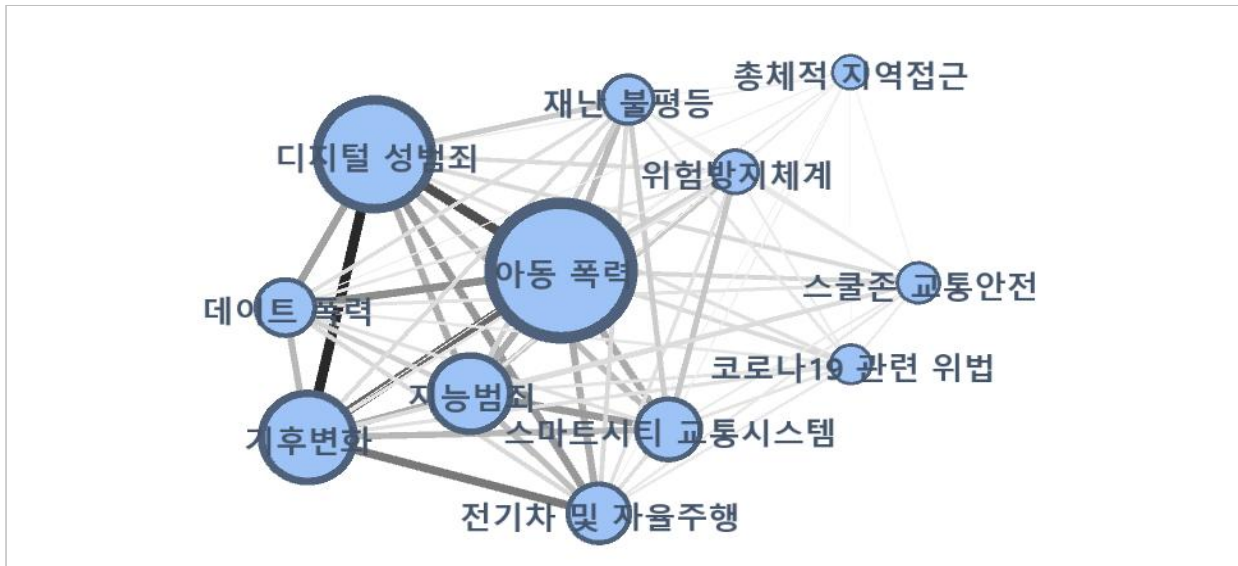 총체적 지역접근
재난 불평등
디지털 성범죄
위험방지체계
아동 폭력
스쿨존 교통안전
데이트 폭력
코로나19 관련 위법
지능범죄
기후변화
스마트시티 교통시스템
전기차 및 자율주행